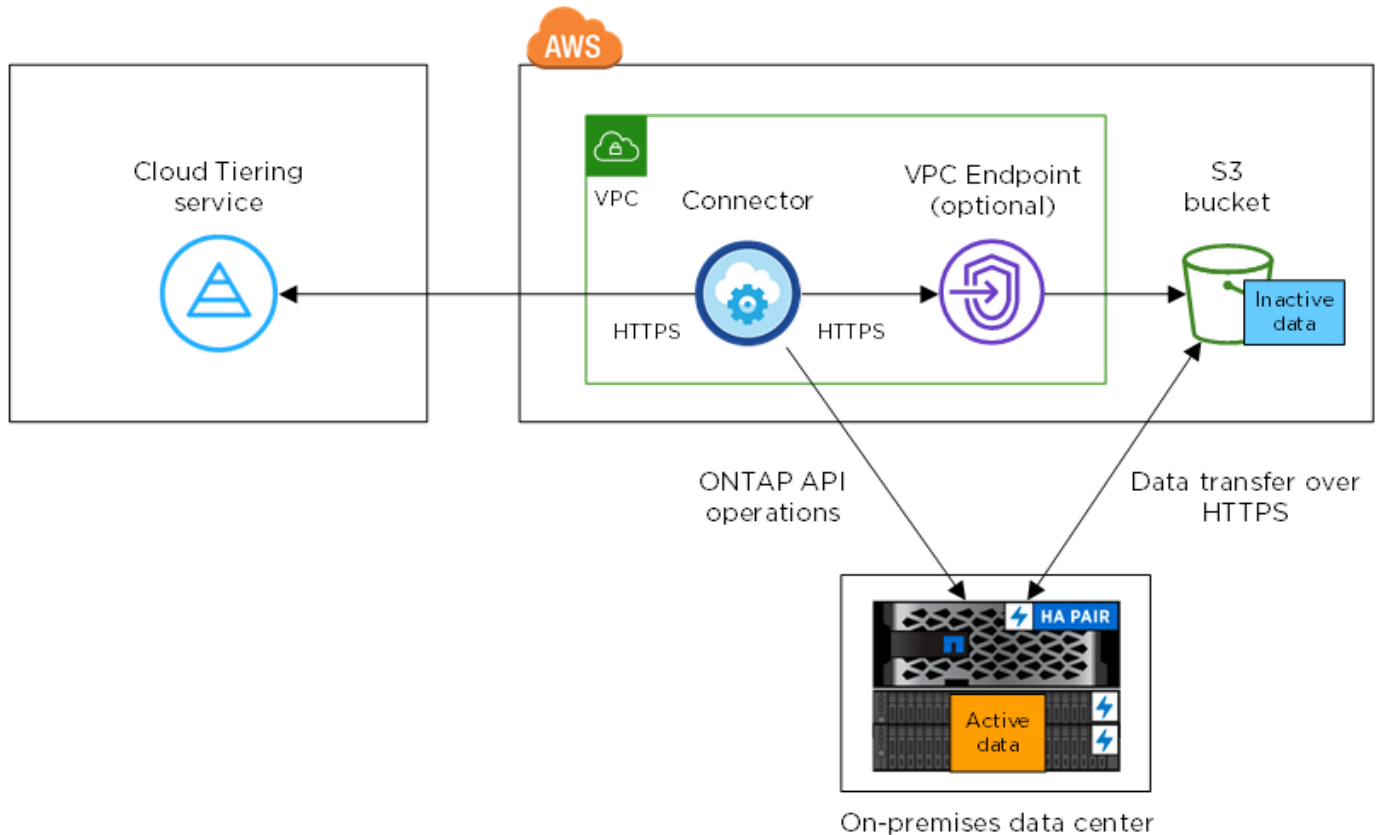 AWS
Cloud Tiering
service
VPC
Connector
VPC Endpoint
(optional)
S3
bucket
HTTPS
HTTPS
Inactive
data
ONTAP API
operations
Data transfer over
HTTPS
HA PAIR
Active
data
On-premises data center